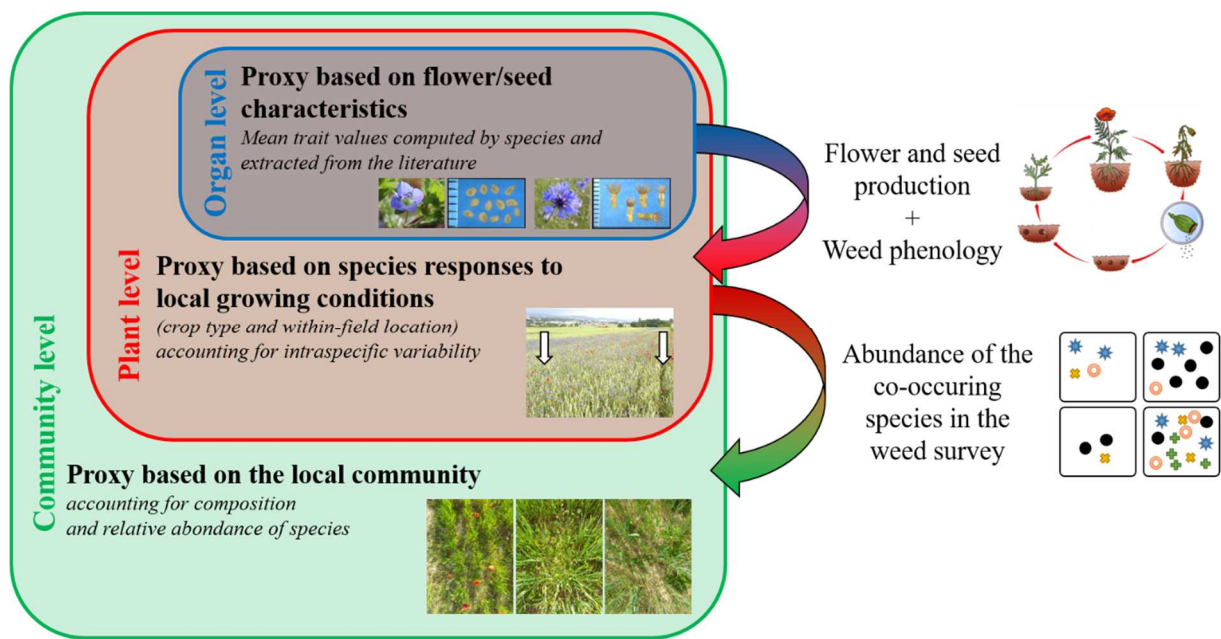 Organ level
Proxy based on flower/seed
characteristics
Mean trait values computed by species and
extracted from the literature
Plant level
Proxy based on species responses to
local growing conditions
(crop type and within-field location)
accounting for intraspecific variability
Community level
Proxy based on the local community
accounting for composition
and relative abondance of species
Flower and seed
production
+
Weed phenology
Abundance of the
co-occuring
species in the
weed survey